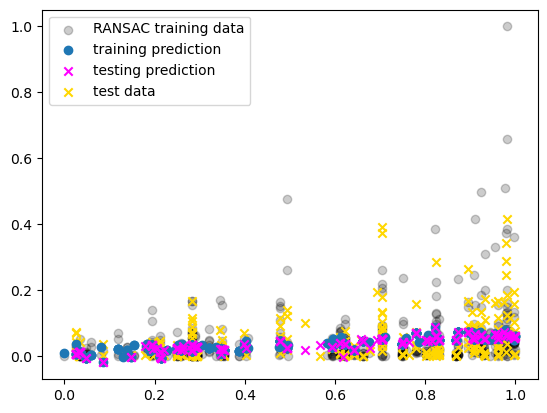 RANSAC training data
training prediction
testing prediction
test data
1.0
0.8
0.6
0.4
0.2
0.0
0.0 0.2 0.4 0.6 0.8 1.0